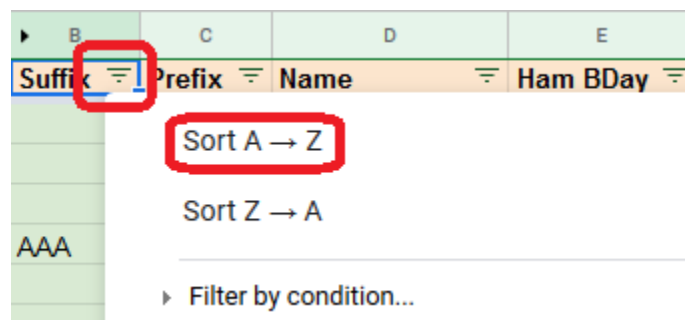 B C D E
Suffix Prefix Name Ham BDay
Sort A → Z
Sort Z → A
AAA
Filter by condition...